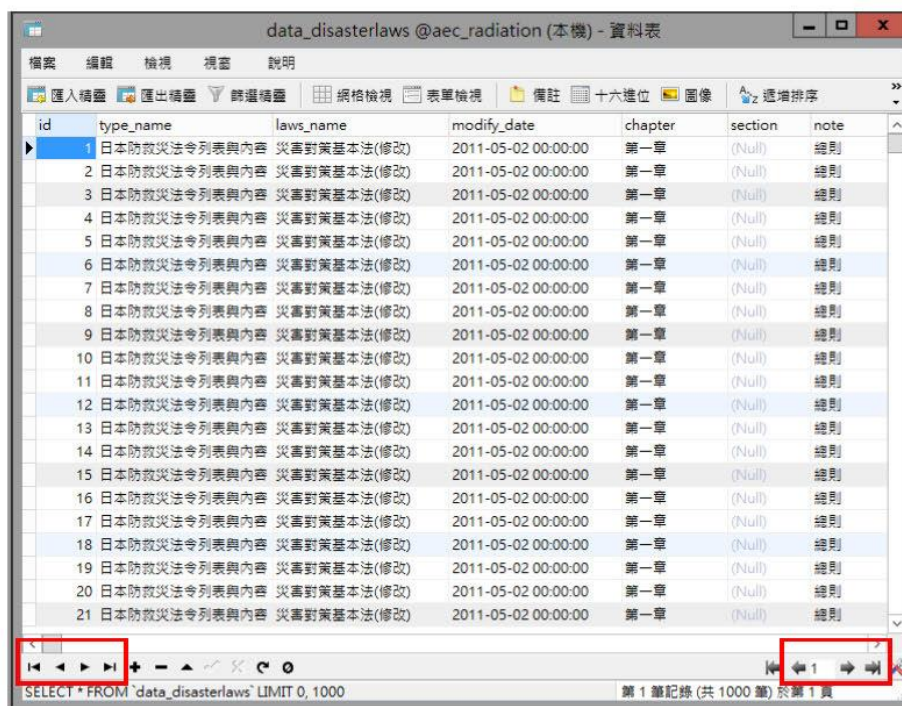 data_disasterlaws @aec_radiation (本機) - 資料表
檔案 編輯 檢視 視窗 說明
匯入精靈 匯出精靈 篩選精靈 網格檢視 表單檢視 備註 十六進位 圖像 遞增排序
id type_name laws_name modify_date chapter section note
1 日本防救災法令列表與內容 災害對策基本法(修改) 2011-05-02 00:00:00 第一章 (Null) 總則
2 日本防救災法令列表與內容 災害對策基本法(修改) 2011-05-02 00:00:00 第一章 (Null) 總則
3 日本防救災法令列表與內容 災害對策基本法(修改) 2011-05-02 00:00:00 第一章 (Null) 總則
4 日本防救災法令列表與內容 災害對策基本法(修改) 2011-05-02 00:00:00 第一章 (Null) 總則
5 日本防救災法令列表與內容 災害對策基本法(修改) 2011-05-02 00:00:00 第一章 (Null) 總則
6 日本防救災法令列表與內容 災害對策基本法(修改) 2011-05-02 00:00:00 第一章 (Null) 總則
7 日本防救災法令列表與內容 災害對策基本法(修改) 2011-05-02 00:00:00 第一章 (Null) 總則
8 日本防救災法令列表與內容 災害對策基本法(修改) 2011-05-02 00:00:00 第一章 (Null) 總則
9 日本防救災法令列表與內容 災害對策基本法(修改) 2011-05-02 00:00:00 第一章 (Null) 總則
10 日本防救災法令列表與內容 災害對策基本法(修改) 2011-05-02 00:00:00 第一章 (Null) 總則
11 日本防救災法令列表與內容 災害對策基本法(修改) 2011-05-02 00:00:00 第一章 (Null) 總則
12 日本防救災法令列表與內容 災害對策基本法(修改) 2011-05-02 00:00:00 第一章 (Null) 總則
13 日本防救災法令列表與內容 災害對策基本法(修改) 2011-05-02 00:00:00 第一章 (Null) 總則
14 日本防救災法令列表與內容 災害對策基本法(修改) 2011-05-02 00:00:00 第一章 (Null) 總則
15 日本防救災法令列表與內容 災害對策基本法(修改) 2011-05-02 00:00:00 第一章 (Null) 總則
16 日本防救災法令列表與內容 災害對策基本法(修改) 2011-05-02 00:00:00 第一章 (Null) 總則
17 日本防救災法令列表與內容 災害對策基本法(修改) 2011-05-02 00:00:00 第一章 (Null) 總則
18 日本防救災法令列表與內容 災害對策基本法(修改) 2011-05-02 00:00:00 第一章 (Null) 總則
19 日本防救災法令列表與內容 災害對策基本法(修改) 2011-05-02 00:00:00 第一章 (Null) 總則
20 日本防救災法令列表與內容 災害對策基本法(修改) 2011-05-02 00:00:00 第一章 (Null) 總則
21 日本防救災法令列表與內容 災害對策基本法(修改) 2011-05-02 00:00:00 第一章 (Null) 總則
1
SELECT * FROM `data_disasterlaws` LIMIT 0, 1000 第 1 筆記錄 (共 1000 筆) 於第 1 頁